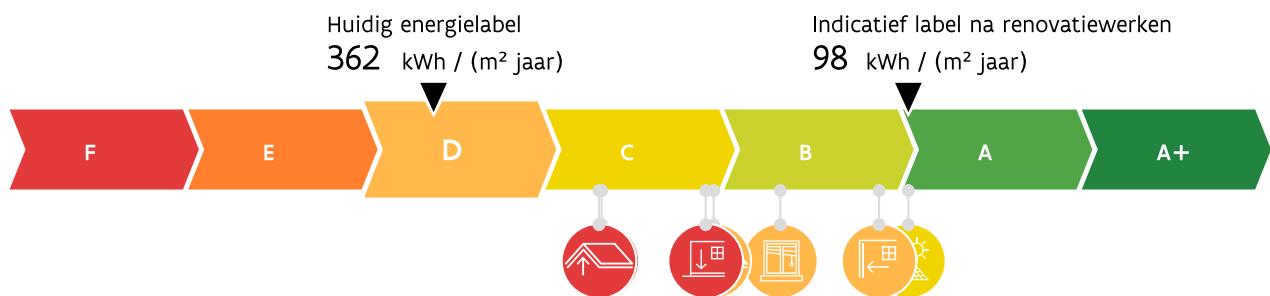 Huidig energielabel
362 kWh / (m² jaar)
Indicatief label na renovatiewerken
98 kWh / (m² jaar)
F E D C B A A+